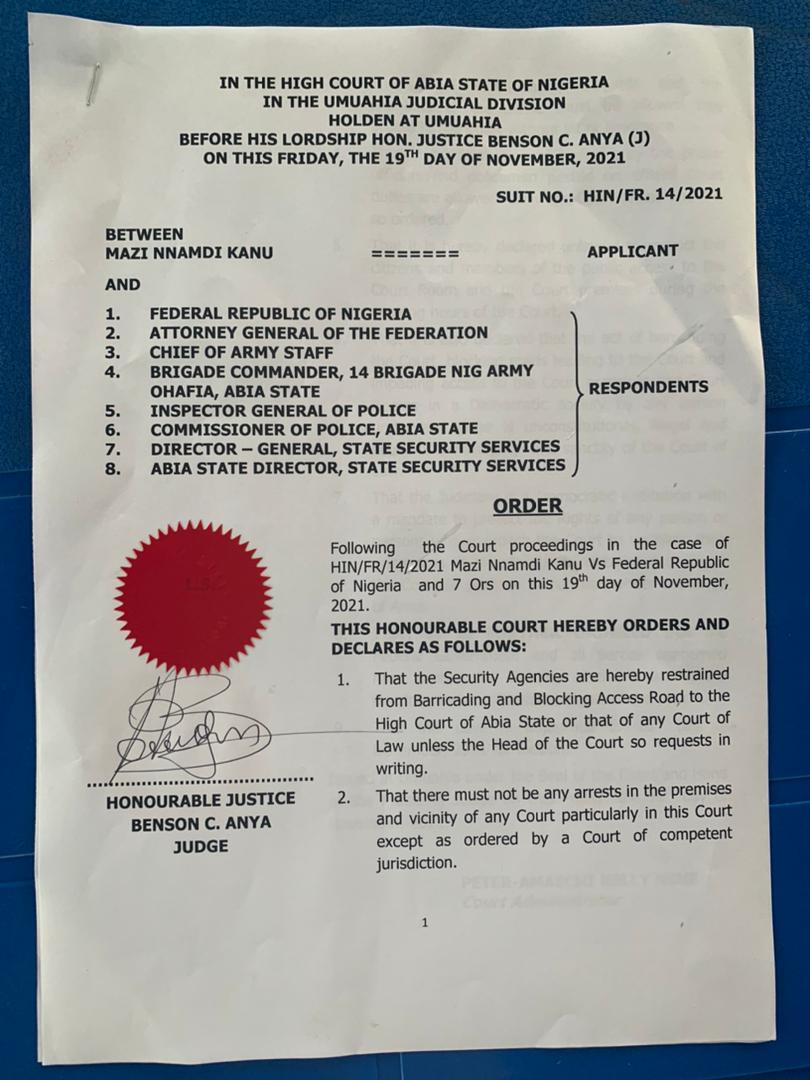 IN THE HIGH COURT OF ABIA STATE OF NIGERIA
IN THE UMUAHIA JUDICIAL DIVISION
HOLDEN AT UMUAHIA
BEFORE HIS LORDSHIP HON. JUSTICE BENSON C. ANYA (J)
ON THIS FRIDAY, THE 19TH DAY OF NOVEMBER, 2021
SUIT NO.: HIN/FR. 14/2021
BETWEEN
MAZI NNAMDI KANU ======= APPLICANT
AND
1. FEDERAL REPUBLIC OF NIGERIA
2. ATTORNEY GENERAL OF THE FEDERATION
3. CHIEF OF ARMY STAFF
4. BRIGADE COMMANDER, 14 BRIGADE NIG ARMY
OHAFIA, ABIA STATE
RESPONDENTS
5. INSPECTOR GENERAL OF POLICE
6. COMMISSIONER OF POLICE, ABIA STATE
7. DIRECTOR – GENERAL, STATE SECURITY SERVICES
8. ABIA STATE DIRECTOR, STATE SECURITY SERVICES
ORDER
Following the Court proceedings in the case of
HIN/FR/14/2021 Mazi Nnamdi Kanu Vs Federal Republic
of Nigeria and 7 Ors on this 19th day of November,
2021.
THIS HONOURABLE COURT HEREBY ORDERS AND
DECLARES AS FOLLOWS:
1. That the Security Agencies are hereby restrained
from Barricading and Blocking Access Road to the
High Court of Abia State or that of any Court of
Law unless the Head of the Court so requests in
writing.
2. That there must not be any arrests in the premises
and vicinity of any Court particularly in this Court
except as ordered by a Court of competent
jurisdiction.
L.S.
HONOURABLE JUSTICE
BENSON C. ANYA
JUDGE
1